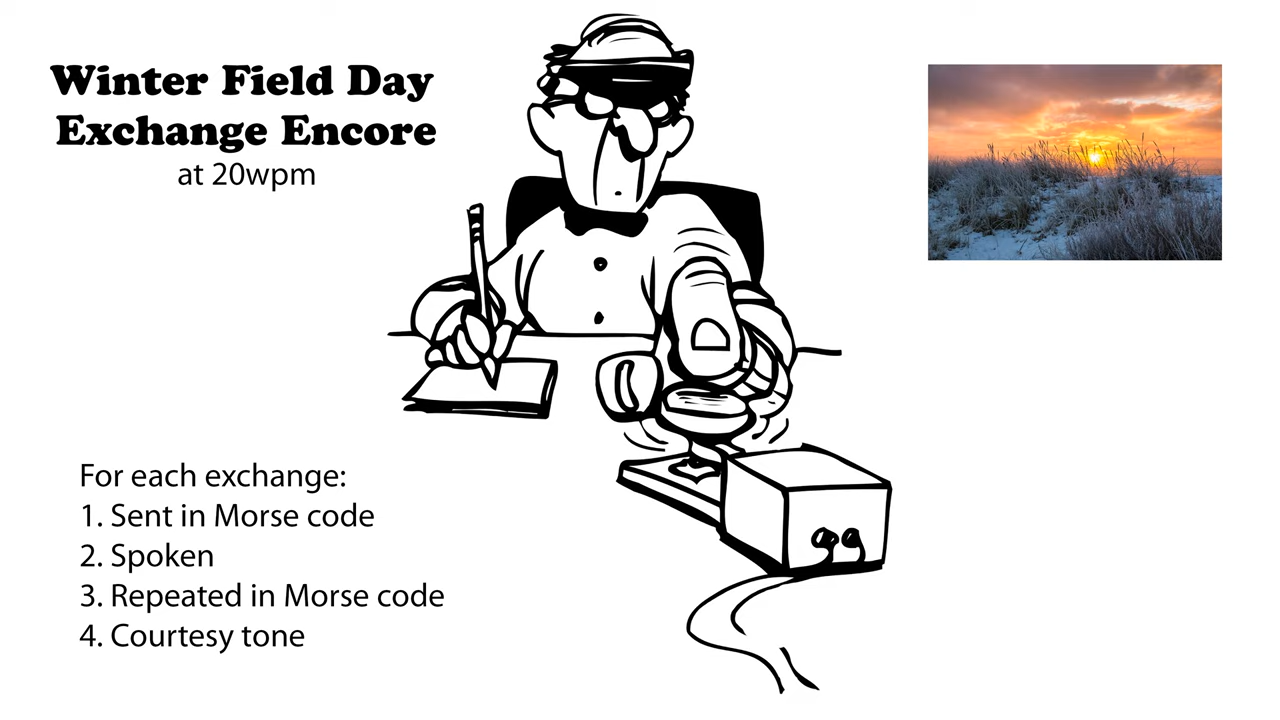 Winter Field Day
Exchange Encore
at 20wpm
For each exchange:
1. Sent in Morse code
2. Spoken
3. Repeated in Morse code
4. Courtesy tone